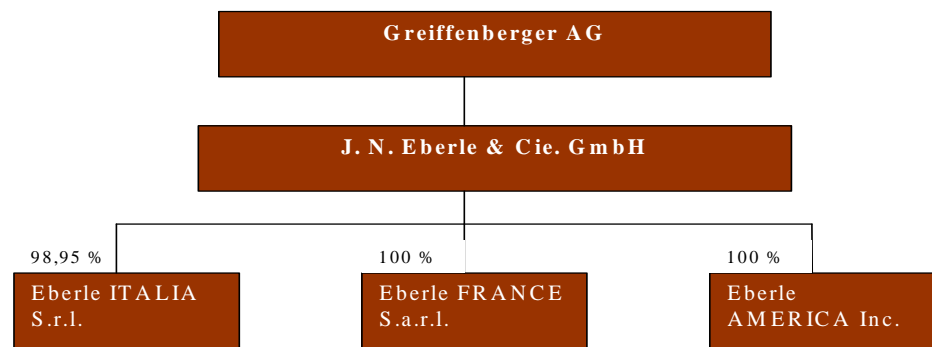 Greiffenberger AG
J. N. Eberle & Cie. GmbH
98,95 %
100 %
100 %
Eberle ITALIA
S.r.l.
Eberle FRANCE
S.a.r.l.
Eberle
AMERICA Inc.